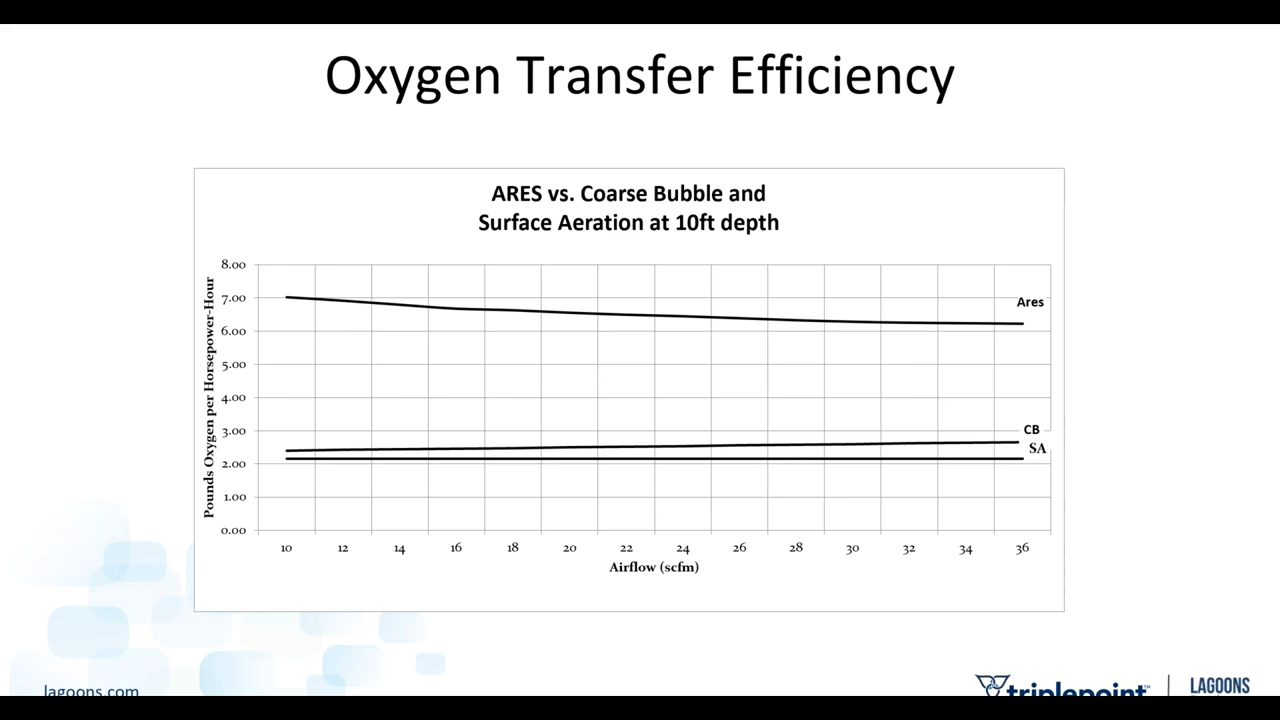 Oxygen Transfer Efficiency
ARES vs. Coarse Bubble and
Surface Aeration at 10ft depth
Pounds Oxygen per Horsepower-Hour
8.00
7.00
6.00
5.00
4.00
3.00
2.00
1.00
0.00
Ares
CB
SA
10 12 14 16 18 20 22 24 26 28 30 32 34 36
Airflow (scfm)
lagoons.com
triplepoint™
LAGOONS